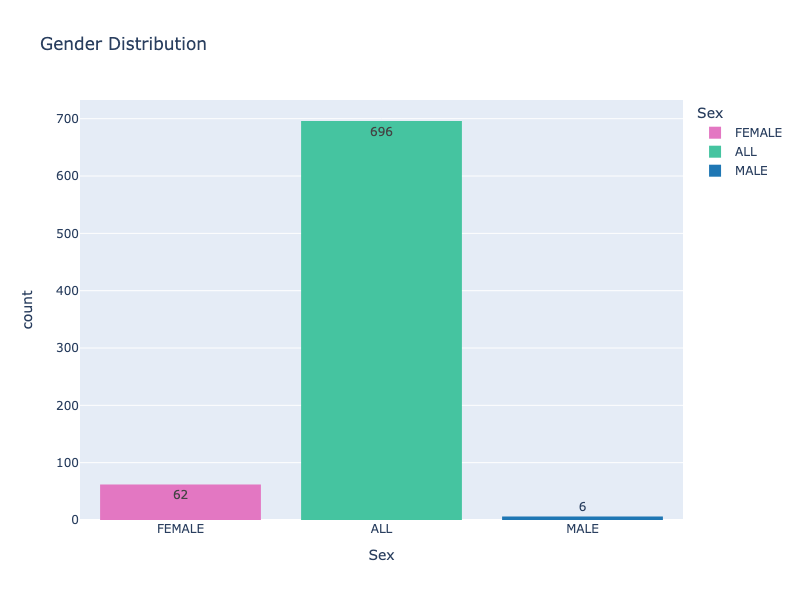 Gender Distribution
Sex
FEMALE
ALL
MALE
700
600
500
400
300
200
100
0
count
62
696
6
FEMALE
ALL
MALE
Sex